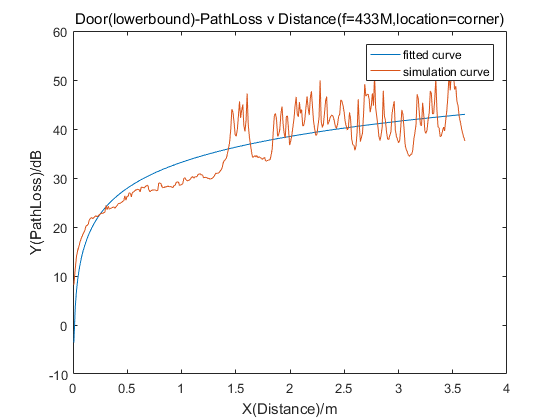 Door(lowerbound)-PathLoss v Distance(f=433M,location=corner)
fitted curve
simulation curve
Y(PathLoss)/dB
60
50
40
30
20
10
0
-10
0 0.5 1 1.5 2 2.5 3 3.5 4
X(Distance)/m